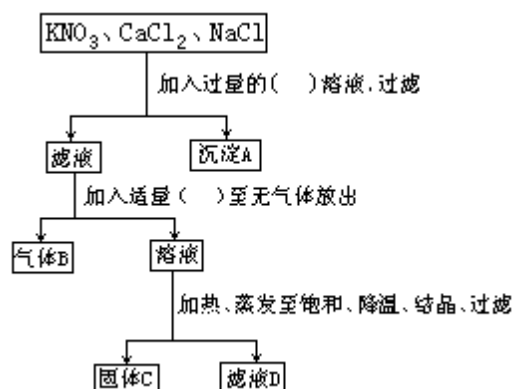 KNO₃、CaCl₂、NaCl
加入过量的(  )溶液.过滤
滤液
沉淀A
加入适量(  )至无气体放出
气体B
溶液
加热、蒸发至饱和、降温、结晶、过滤
固体C
滤液D